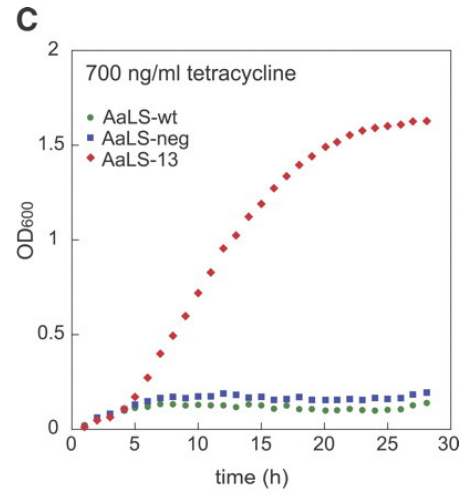 C
2
700 ng/ml tetracycline
AaLS-wt
AaLS-neg
AaLS-13
1.5
OD600
1
0.5
0
0 5 10 15 20 25 30
time (h)